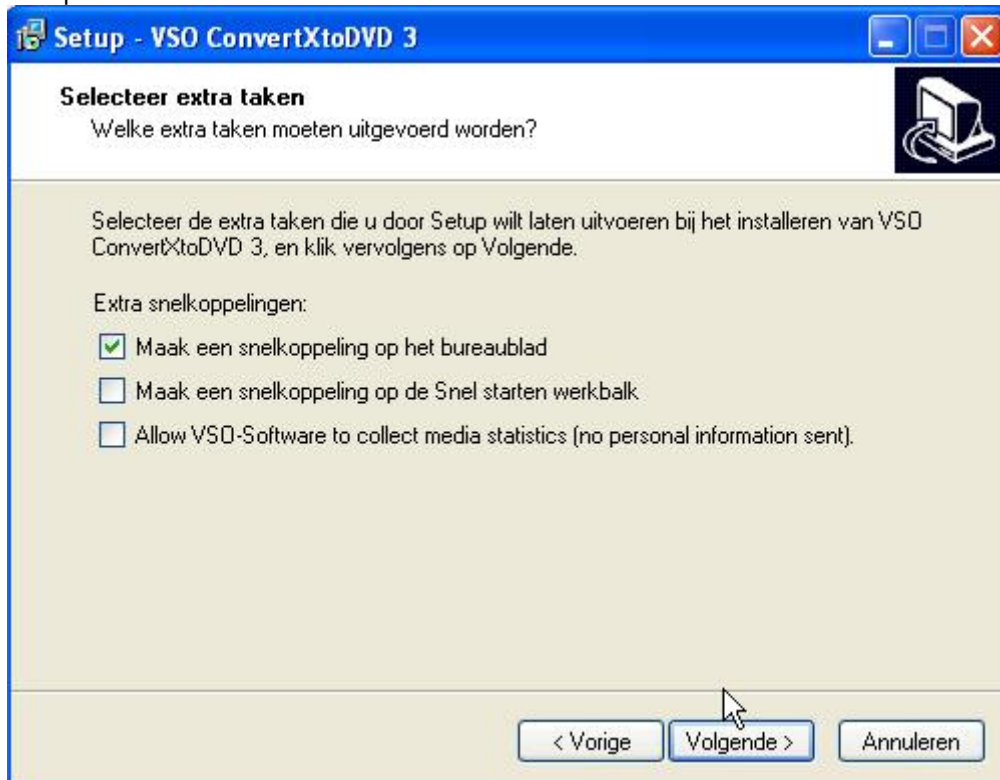 Setup - VSO ConvertXtoDVD 3
Selecteer extra taken
Welke extra taken moeten uitgevoerd worden?
Selecteer de extra taken die u door Setup wilt laten uitvoeren bij het installeren van VSO
ConvertXtoDVD 3, en klik vervolgens op Volgende.
Extra snelkoppelingen:
Maak een snelkoppeling op het bureaublad
Maak een snelkoppeling op de Snel starten werkbalk
Allow VSO-Software to collect media statistics (no personal information sent).
< Vorige Volgende > Annuleren